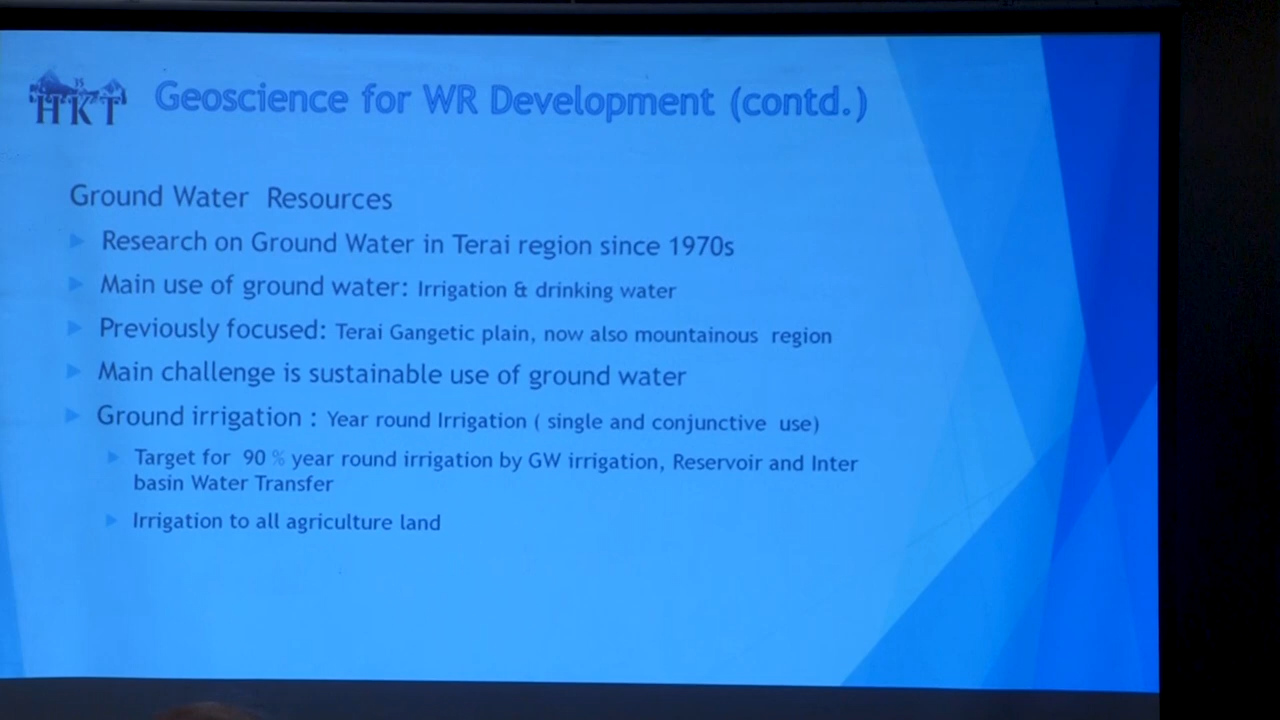 15
HKT
Geoscience for WR Development (contd.)
Ground Water Resources
Research on Ground Water in Terai region since 1970s
Main use of ground water: Irrigation & drinking water
Previously focused: Terai Gangetic plain, now also mountainous region
Main challenge is sustainable use of ground water
Ground irrigation : Year round Irrigation ( single and conjunctive use)
Target for 90 % year round irrigation by GW irrigation, Reservoir and Inter
basin Water Transfer
Irrigation to all agriculture land